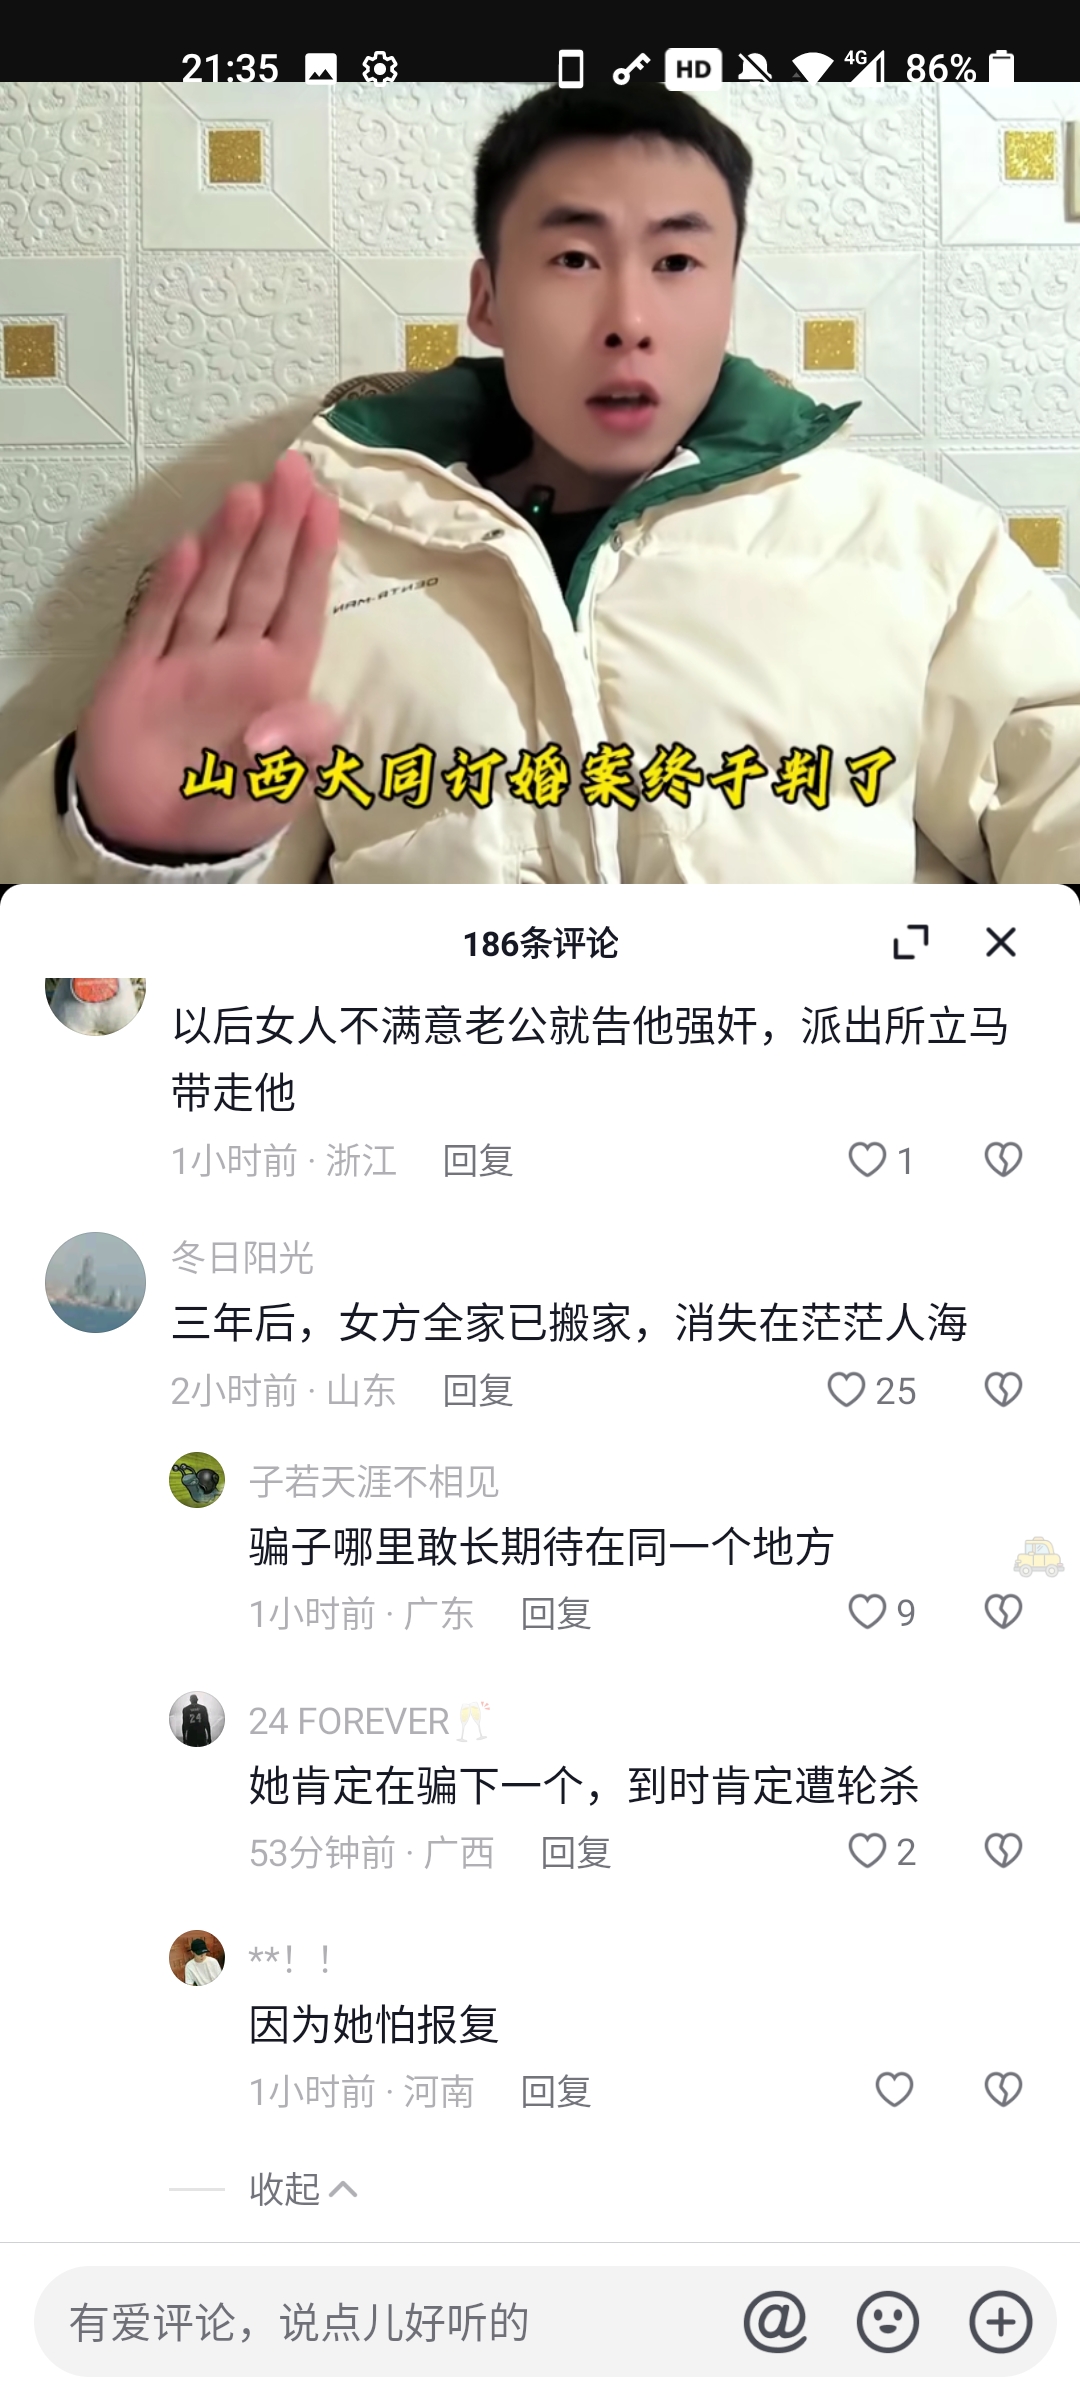 21:35
HD
4G
86%
OENTR-MAN
山西大同订婚案终于判了
186条评论
以后女人不满意老公就告他强奸，派出所立马
带走他
1小时前 · 浙江 回复 1
冬日阳光
三年后，女方全家已搬家，消失在茫茫人海
2小时前 · 山东 回复 25
子若天涯不相见
骗子哪里敢长期待在同一个地方
1小时前 · 广东 回复 9
24 FOREVER🥂
她肯定在骗下一个，到时肯定遭轮杀
53分钟前 · 广西 回复 2
**！！
因为她怕报复
1小时前 · 河南 回复
收起
有爱评论，说点儿好听的